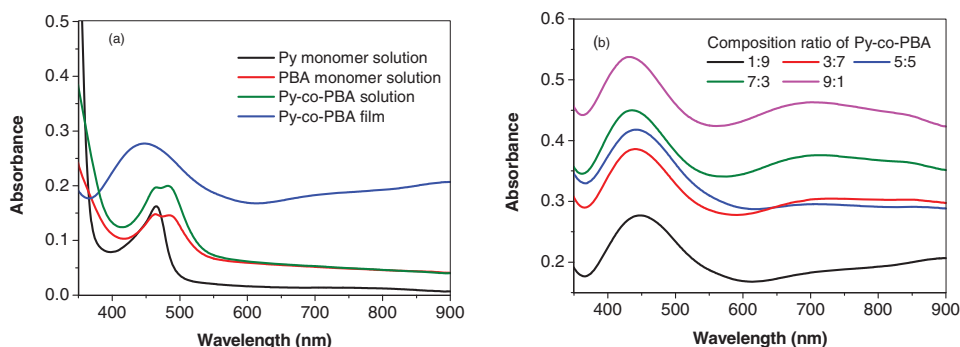 (a)
Py monomer solution
PBA monomer solution
Py-co-PBA solution
Py-co-PBA film
Absorbance
0.5
0.4
0.3
0.2
0.1
0.0
400 500 600 700 800 900
Wavelength (nm)
(b)
Composition ratio of Py-co-PBA
1:9 3:7 5:5
7:3 9:1
Absorbance
0.6
0.5
0.4
0.3
0.2
400 500 600 700 800 900
Wavelength (nm)